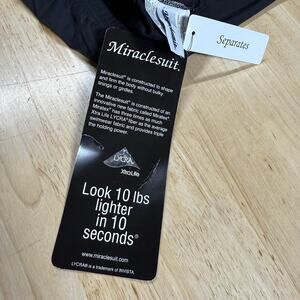 Separates
Miraclesuit.
Miraclesuit® is constructed to shape
and firm the body without bulky
linings or girdles.
The Miraclesuit® is constructed of an
innovative new fabric called Miratex®.
Miratex® has three times as much
Xtra Life LYCRA® fiber as the average
swimwear fabric and provides triple
the holding power.
LYCRA
XtraLife
Look 10 lbs
lighter
in 10
seconds®
www.miraclesuit.com
LYCRA® is a trademark of INVISTA.